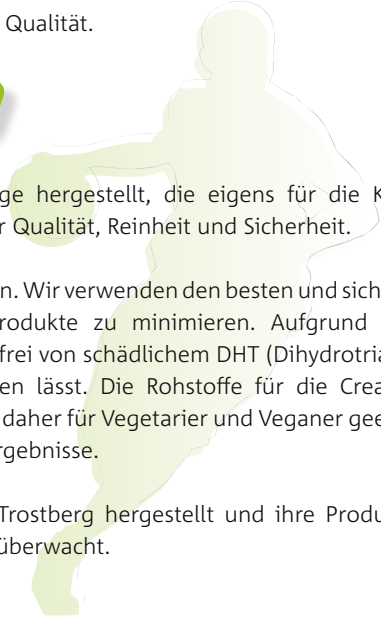 Qualität.
ge hergestellt, die eigens für die K
r Qualität, Reinheit und Sicherheit.
n. Wir verwenden den besten und sich
rodukte zu minimieren. Aufgrund
frei von schädlichem DHT (Dihydrotria
en lässt. Die Rohstoffe für die Crea
daher für Vegetarier und Veganer gee
rgebnisse.
Trostberg hergestellt und ihre Produ
überwacht.